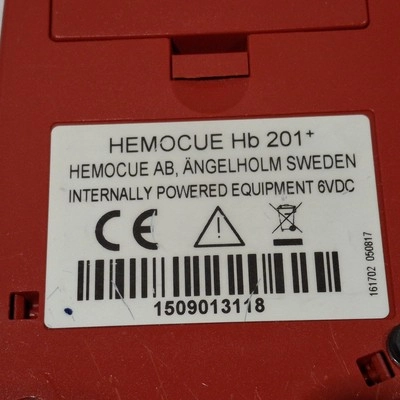 HEMOCUE Hb 201+
HEMOCUE AB, ÄNGELHOLM SWEDEN
INTERNALLY POWERED EQUIPMENT 6VDC
CE
1509013118
161702 050817